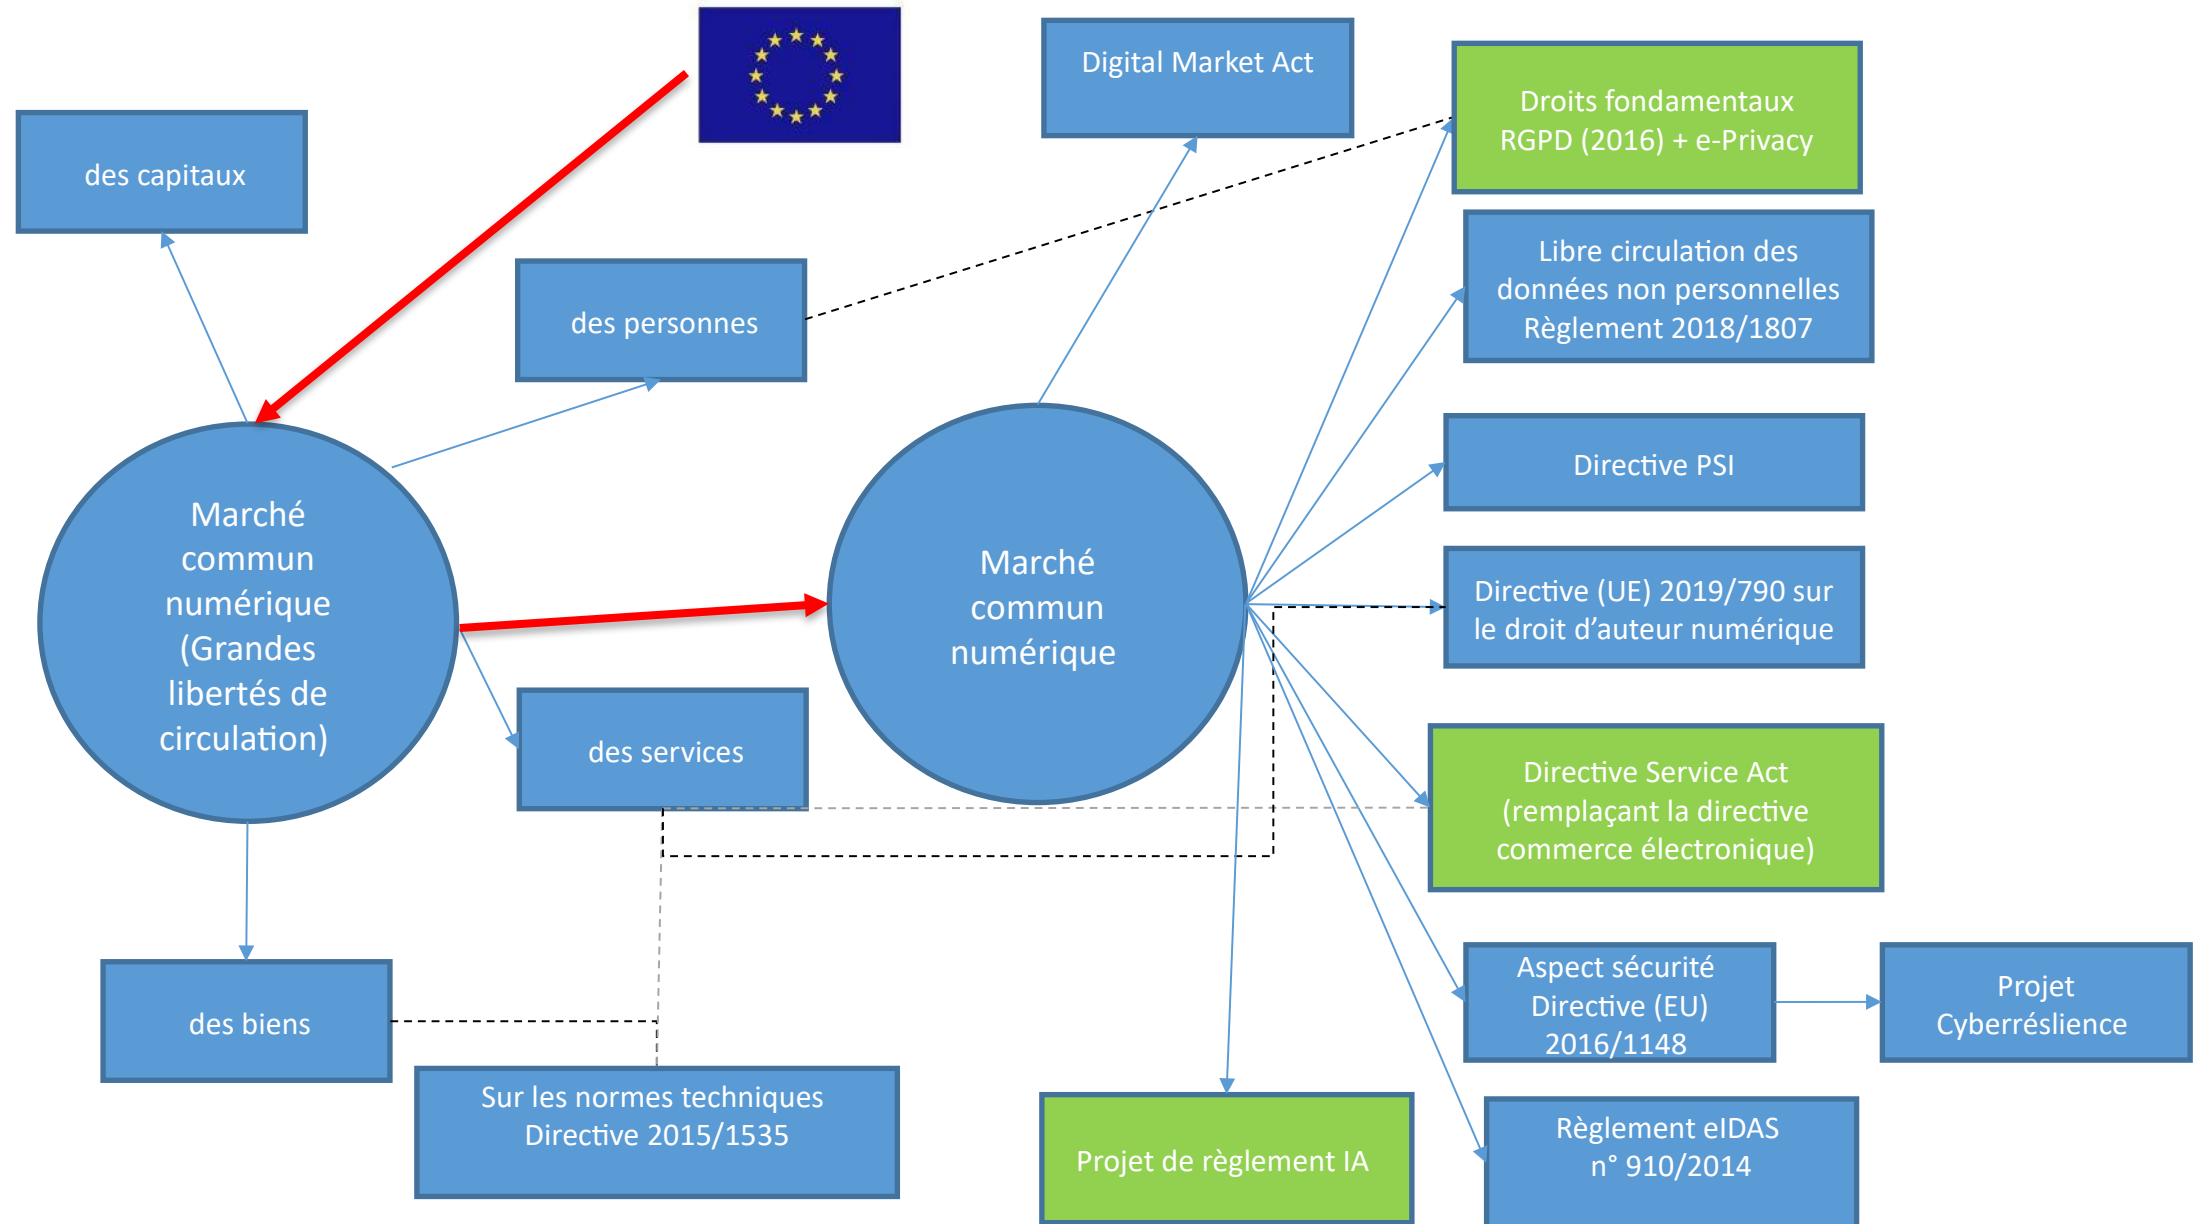 Digital Market Act
Droits fondamentaux
RGPD (2016) + e-Privacy
des capitaux
Libre circulation des
données non personnelles
Règlement 2018/1807
des personnes
Directive PSI
Marché
commun
numérique
(Grandes
libertés de
circulation)
Marché
commun
numérique
Directive (UE) 2019/790 sur
le droit d’auteur numérique
des services
Directive Service Act
(remplaçant la directive
commerce électronique)
des biens
Aspect sécurité
Directive (EU)
2016/1148
Projet
Cyberréslience
Sur les normes techniques
Directive 2015/1535
Projet de règlement IA
Règlement eIDAS
n° 910/2014